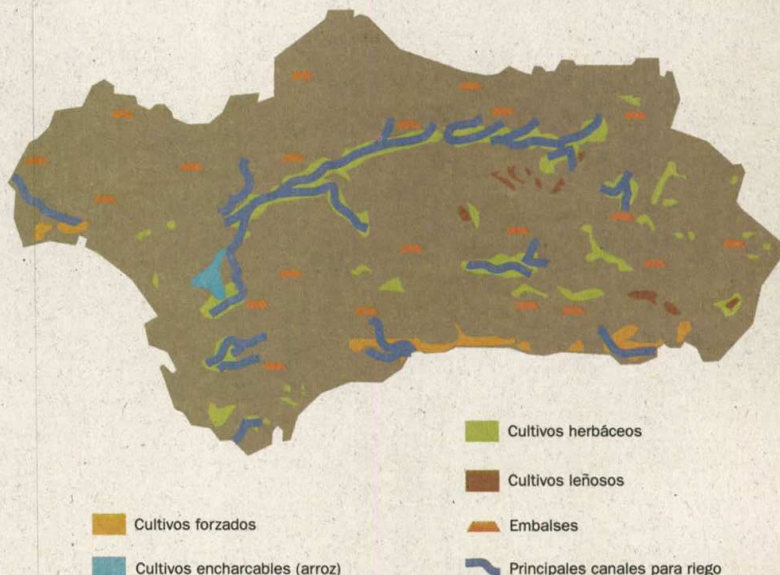 Cultivos herbáceos
Cultivos leñosos
Cultivos forzados
Embalses
Cultivos encharcables (arroz)
Principales canales para riego